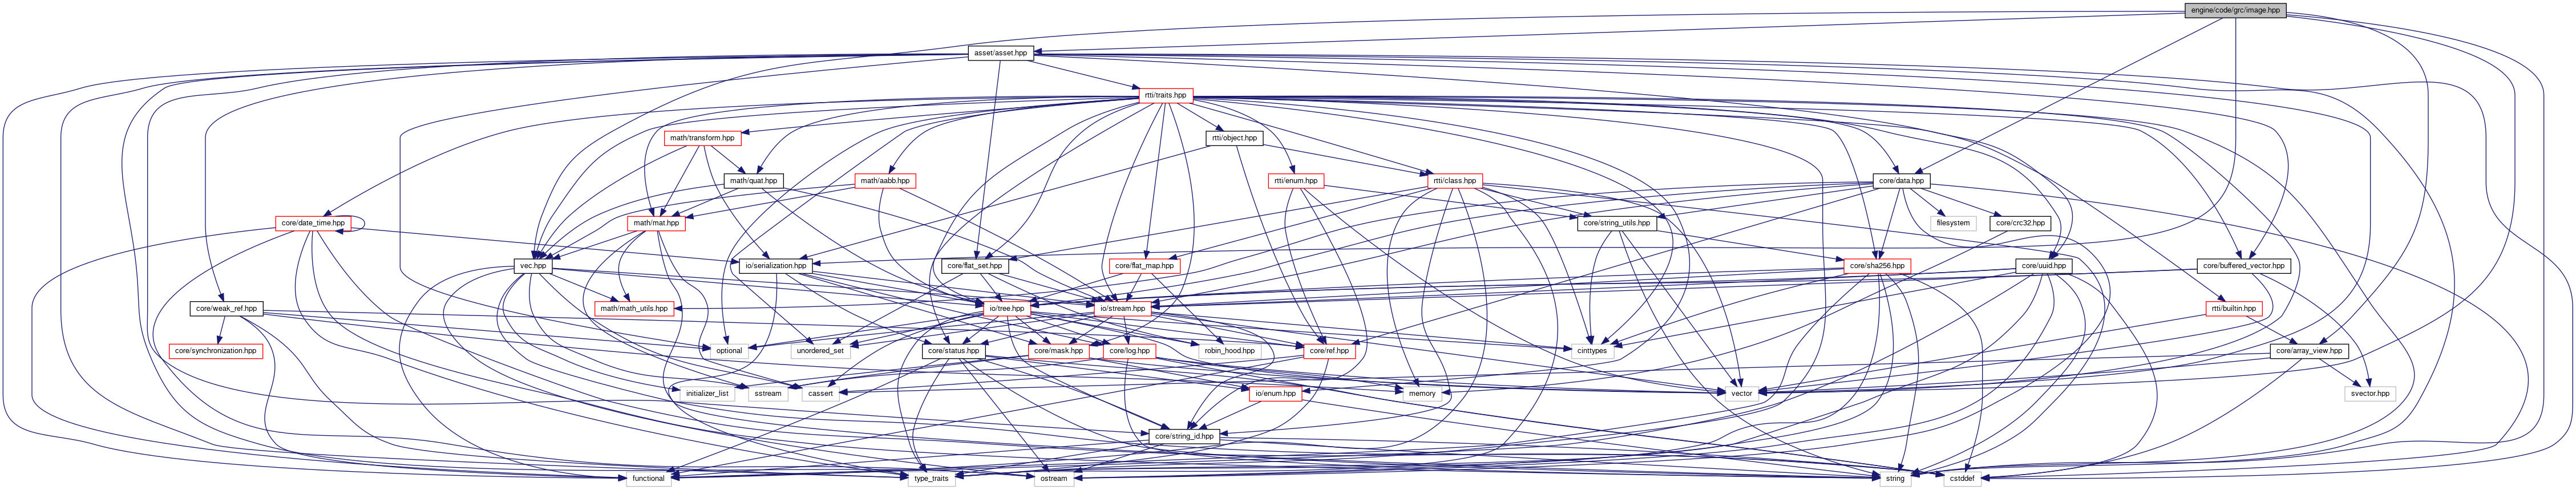 engine/code/grc/image.hpp
asset/asset.hpp
rtti/traits.hpp
math/transform.hpp
rtti/object.hpp
math/quat.hpp
math/aabb.hpp
rtti/enum.hpp
rtti/class.hpp
core/data.hpp
core/date_time.hpp
math/mat.hpp
core/string_utils.hpp
filesystem
core/crc32.hpp
vec.hpp
io/serialization.hpp
core/flat_set.hpp
core/flat_map.hpp
core/sha256.hpp
core/uuid.hpp
core/buffered_vector.hpp
core/weak_ref.hpp
math/math_utils.hpp
io/tree.hpp
io/stream.hpp
rtti/builtin.hpp
core/synchronization.hpp
optional
unordered_set
core/status.hpp
core/mask.hpp
core/log.hpp
robin_hood.hpp
core/ref.hpp
cinttypes
core/array_view.hpp
initializer_list
sstream
cassert
io/enum.hpp
memory
vector
svector.hpp
core/string_id.hpp
functional
type_traits
ostream
string
cstddef